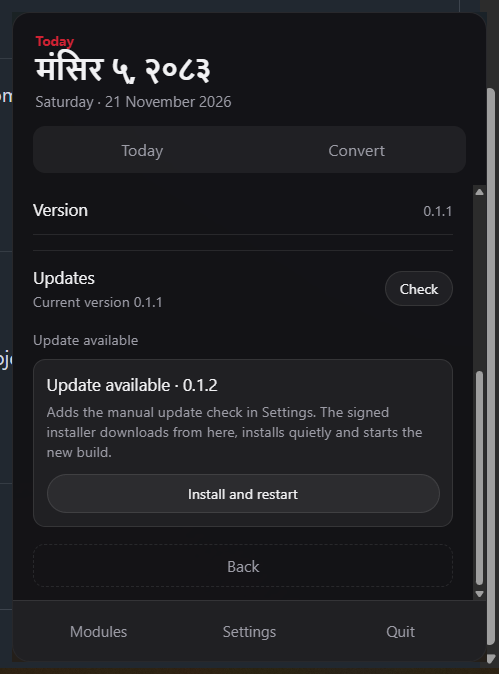 Today
मंसिर ५, २०८३
Saturday · 21 November 2026
Today
Convert
Version
0.1.1
Updates
Current version 0.1.1
Check
Update available
Update available · 0.1.2
Adds the manual update check in Settings. The signed
installer downloads from here, installs quietly and starts the
new build.
Install and restart
Back
Modules
Settings
Quit